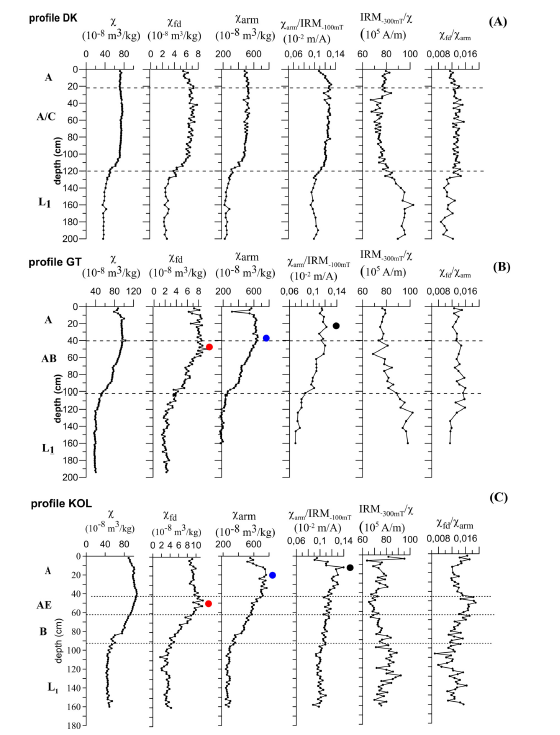 profile DK (A)
χ χfd χarm χarm/IRM-100mT IRM-300mT/χ χfd/χarm
(10-8 m3/kg) (10-8 m3/kg) (10-8 m3/kg) (10-2 m/A) (105 A/m)
0 40 80 0 2 4 6 8 200 600 0,06 0,1 0,14 60 80 100 0,008 0,016
0
A
20
40
A/C
60
80
depth (cm)
100
120
140
L1
160
180
200
profile GT (B)
χ χfd χarm χarm/IRM-100mT IRM-300mT/χ χfd/χarm
(10-8 m3/kg) (10-8 m3/kg) (10-8 m3/kg) (10-2 m/A) (105 A/m)
40 80 120 0 2 4 6 8 200 600 0,06 0,1 0,14 60 80 100 0,008 0,016
0
A
20
40
AB
60
80
depth (cm)
100
120
140
L1
160
180
200
profile KOL (C)
χ χfd χarm χarm/IRM-100mT IRM-300mT/χ χfd/χarm
(10-8 m3/kg) (10-8 m3/kg) (10-8 m3/kg) (10-2 m/A) (105 A/m)
0 40 80 0 2 4 6 8 10 200 600 0,06 0,1 0,14 60 80 100 0,008 0,016
0
A
20
40
AE
60
B
80
depth (cm)
100
120
L1
140
160
180